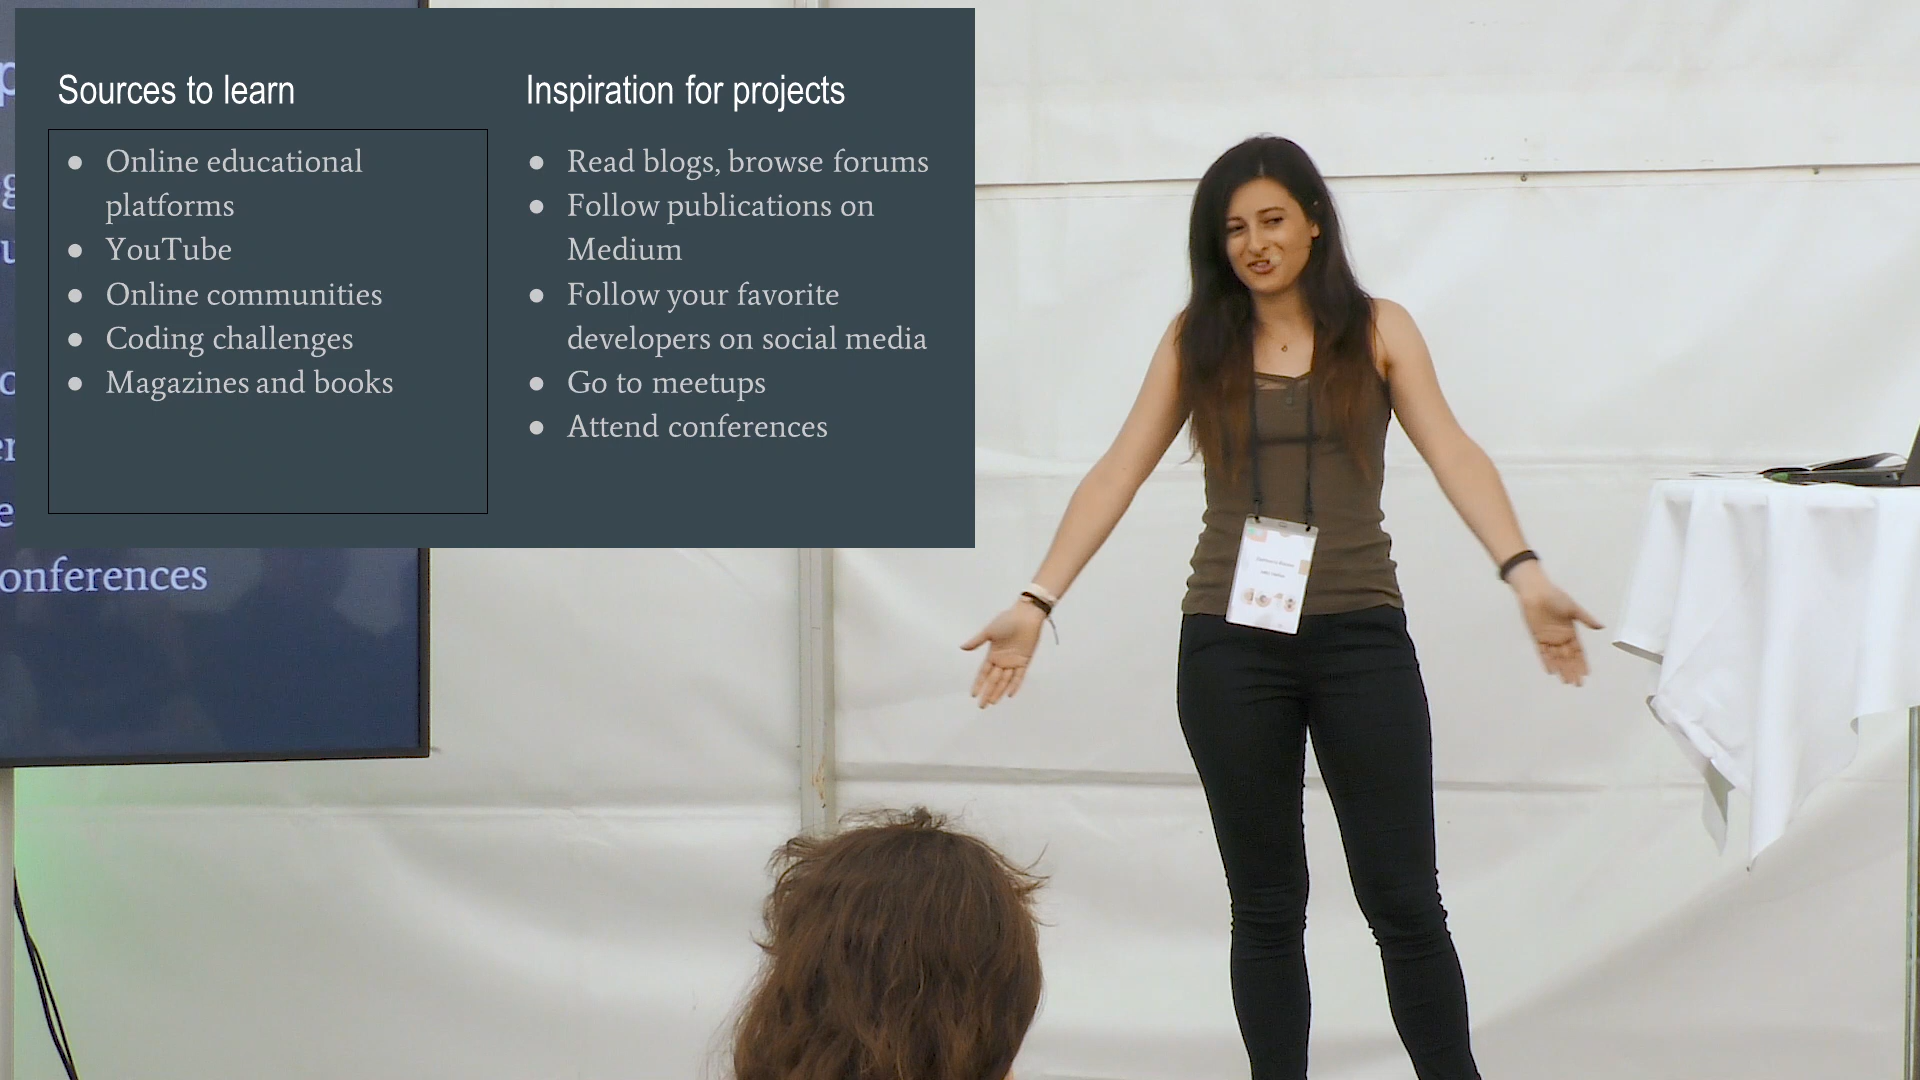 Sources to learn
Online educational
platforms
YouTube
Online communities
Coding challenges
Magazines and books
Inspiration for projects
Read blogs, browse forums
Follow publications on
Medium
Follow your favorite
developers on social media
Go to meetups
Attend conferences
onferences